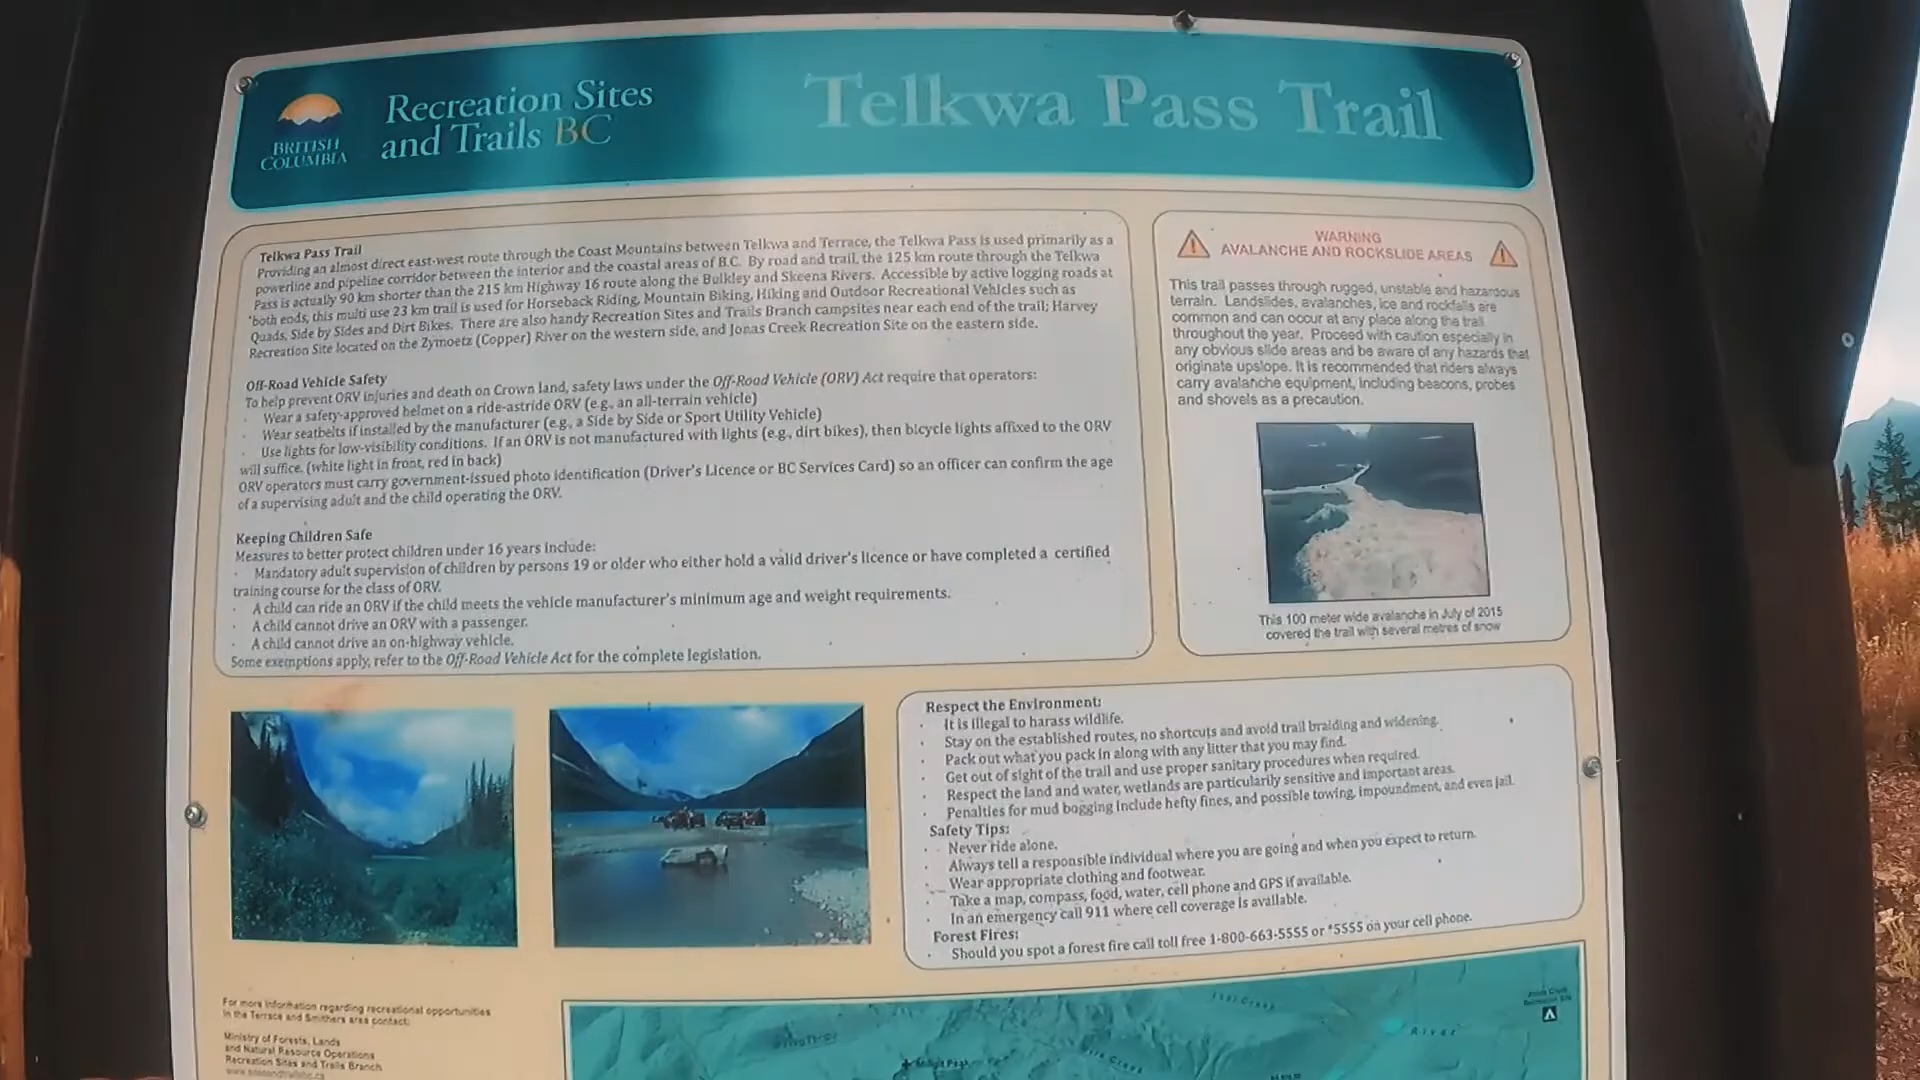 BRITISH
COLUMBIA
Recreation Sites
and Trails BC
Telkwa Pass Trail
Telkwa Pass Trail
Providing an almost direct east-west route through the Coast Mountains between Telkwa and Terrace, the Telkwa Pass is used primarily as a
powerline and pipeline corridor between the interior and the coastal areas of B.C. By road and trail, the 125 km route through the Telkwa
Pass is actually 90 km shorter than the 215 km Highway 16 route along the Bulkley and Skeena Rivers. Accessible by active logging roads at
both ends, this multi use 23 km trail is used for Horseback Riding, Mountain Biking, Hiking and Outdoor Recreational Vehicles such as
Quads, Side by Sides and Dirt Bikes. There are also handy Recreation Sites and Trails Branch campsites near each end of the trail; Harvey
Recreation Site located on the Zymoetz (Copper) River on the western side, and Jonas Creek Recreation Site on the eastern side.
Off-Road Vehicle Safety
To help prevent ORV injuries and death on Crown land, safety laws under the Off-Road Vehicle (ORV) Act require that operators:
· Wear a safety-approved helmet on a ride-astride ORV (e.g., an all-terrain vehicle)
· Wear seatbelts if installed by the manufacturer (e.g., a Side by Side or Sport Utility Vehicle)
· Use lights for low-visibility conditions. If an ORV is not manufactured with lights (e.g., dirt bikes), then bicycle lights affixed to the ORV
will suffice. (white light in front, red in back)
ORV operators must carry government-issued photo identification (Driver's Licence or BC Services Card) so an officer can confirm the age
of a supervising adult and the child operating the ORV.
Keeping Children Safe
Measures to better protect children under 16 years include:
· Mandatory adult supervision of children by persons 19 or older who either hold a valid driver's licence or have completed a certified
training course for the class of ORV.
· A child can ride an ORV if the child meets the vehicle manufacturer's minimum age and weight requirements.
· A child cannot drive an ORV with a passenger.
· A child cannot drive an on-highway vehicle.
Some exemptions apply, refer to the Off-Road Vehicle Act for the complete legislation.
WARNING
AVALANCHE AND ROCKSLIDE AREAS
This trail passes through rugged, unstable and hazardous
terrain. Landslides, avalanches, ice and rockfalls are
common and can occur at any place along the trail
throughout the year. Proceed with caution especially in
any obvious slide areas and be aware of any hazards that
originate upslope. It is recommended that riders always
carry avalanche equipment, including beacons, probes
and shovels as a precaution.
This 100 meter wide avalanche in July of 2015
covered the trail with several metres of snow
Respect the Environment:
· It is illegal to harass wildlife.
· Stay on the established routes, no shortcuts and avoid trail braiding and widening.
· Pack out what you pack in along with any litter that you may find.
· Get out of sight of the trail and use proper sanitary procedures when required.
· Respect the land and water, wetlands are particularily sensitive and important areas.
· Penalties for mud bogging include hefty fines, and possible towing, impoundment, and even jail.
Safety Tips:
· Never ride alone.
· Always tell a responsible individual where you are going and when you expect to return.
· Wear appropriate clothing and footwear.
· Take a map, compass, food, water, cell phone and GPS if available.
· In an emergency call 911 where cell coverage is available.
Forest Fires:
· Should you spot a forest fire call toll free 1-800-663-5555 or *5555 on your cell phone.
For more information regarding recreational opportunities
in the Terrace and Smithers area contact:
Ministry of Forests, Lands
and Natural Resource Operations
Recreation Sites and Trails Branch
Creek
River
Creek